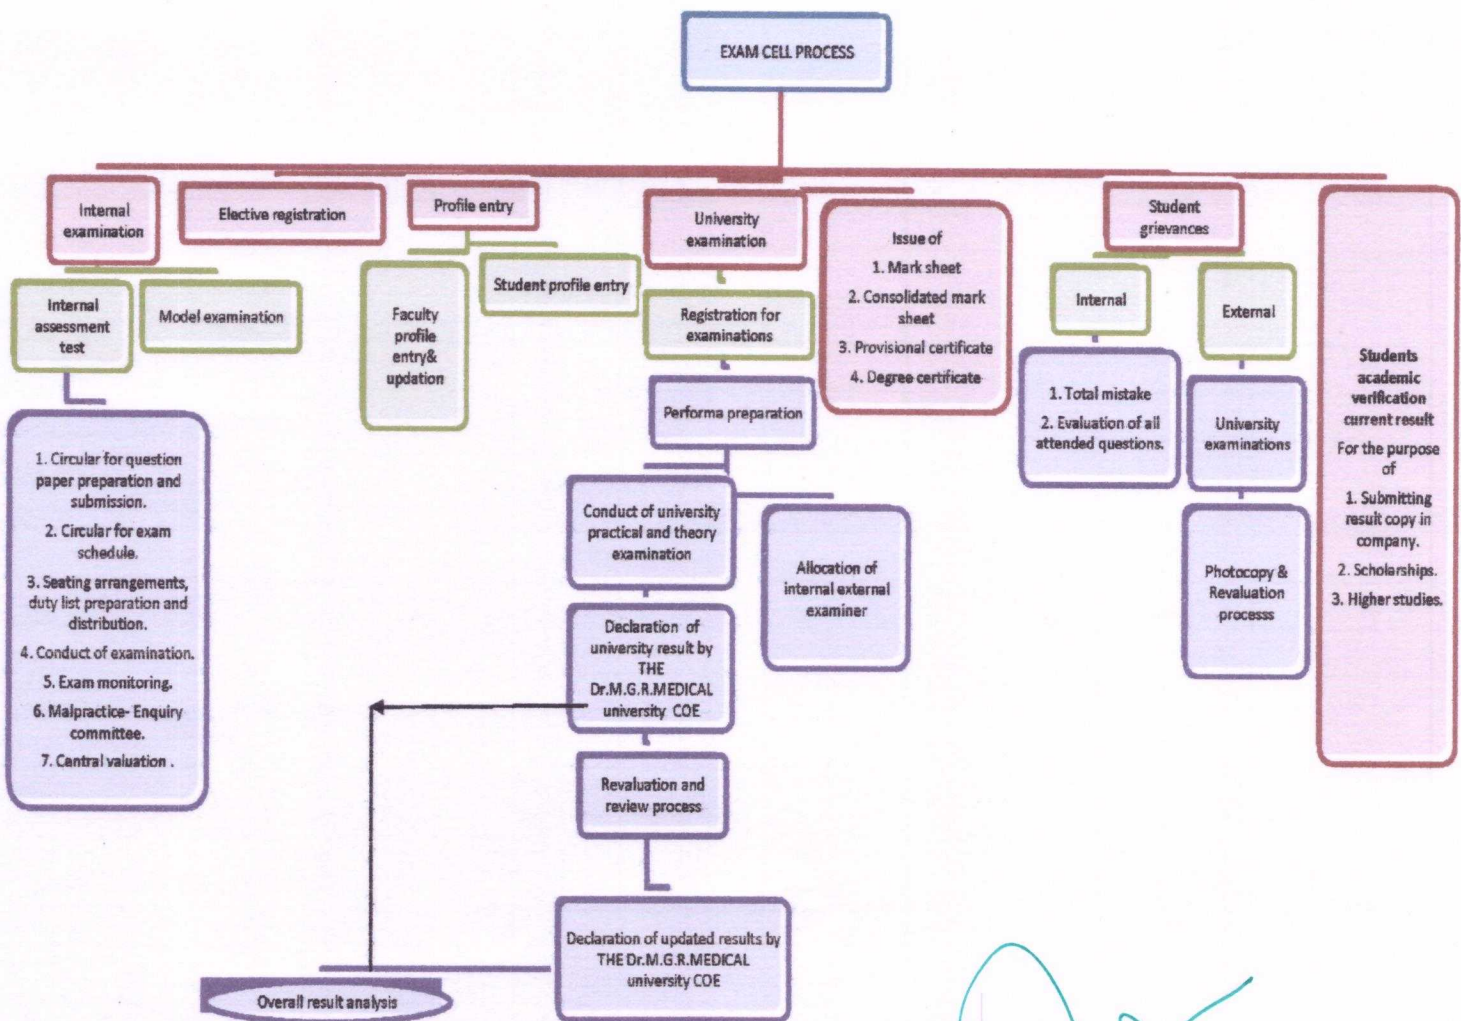 EXAM CELL PROCESS
Internal
examination
Elective registration
Profile entry
University
examination
Issue of
1. Mark sheet
2. Consolidated mark
sheet
3. Provisional certificate
4. Degree certificate
Student
grievances
Students
academic
verification
current result
For the purpose
of
1. Submitting
result copy in
company.
2. Scholarships.
3. Higher studies.
Internal
assessment
test
Model examination
Faculty
profile
entry&
updation
Student profile entry
Registration for
examinations
Internal
External
1. Circular for question
paper preparation and
submission.
2. Circular for exam
schedule.
3. Seating arrangements,
duty list preparation and
distribution.
4. Conduct of examination.
5. Exam monitoring.
6. Malpractice- Enquiry
committee.
7. Central valuation .
Performa preparation
1. Total mistake
2. Evaluation of all
attended questions.
University
examinations
Conduct of university
practical and theory
examination
Allocation of
internal external
examiner
Photocopy &
Revaluation
processs
Declaration of
university result by
THE
Dr.M.G.R.MEDICAL
university COE
Revaluation and
review process
Declaration of updated results by
THE Dr.M.G.R.MEDICAL
university COE
Overall result analysis